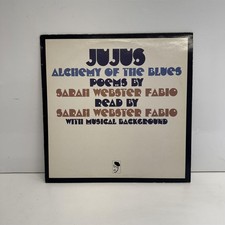 JUJUS
ALCHEMY OF THE BLUES
POEMS BY
SARAH WEBSTER FABIO
READ BY
SARAH WEBSTER FABIO
WITH MUSICAL BACKGROUND